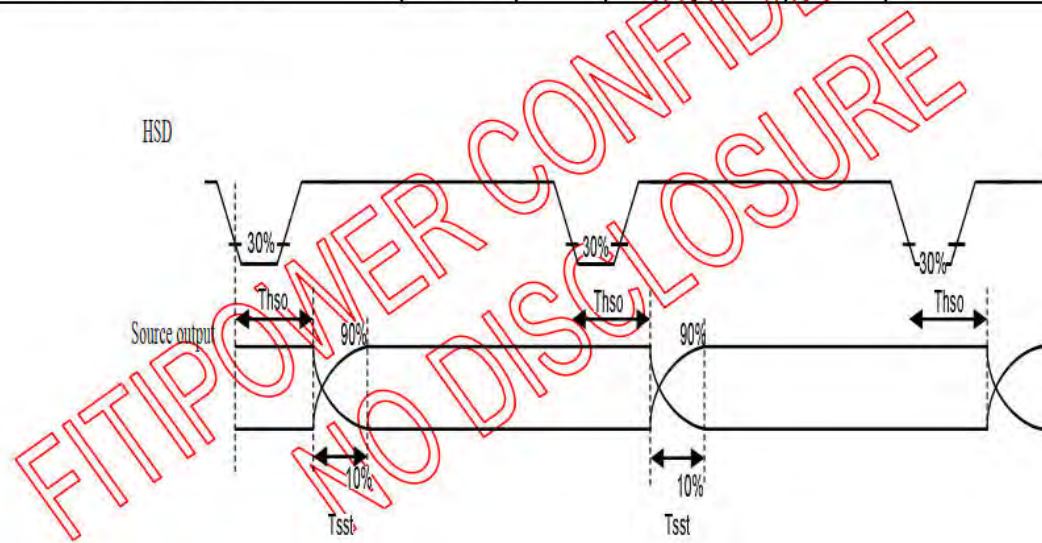 HSD
30%
30%
30%
Thso
Thso
Thso
Source output
90%
90%
10%
10%
Tsst
Tsst
FITIPOWER CONFIDE
NO DISCLOSURE